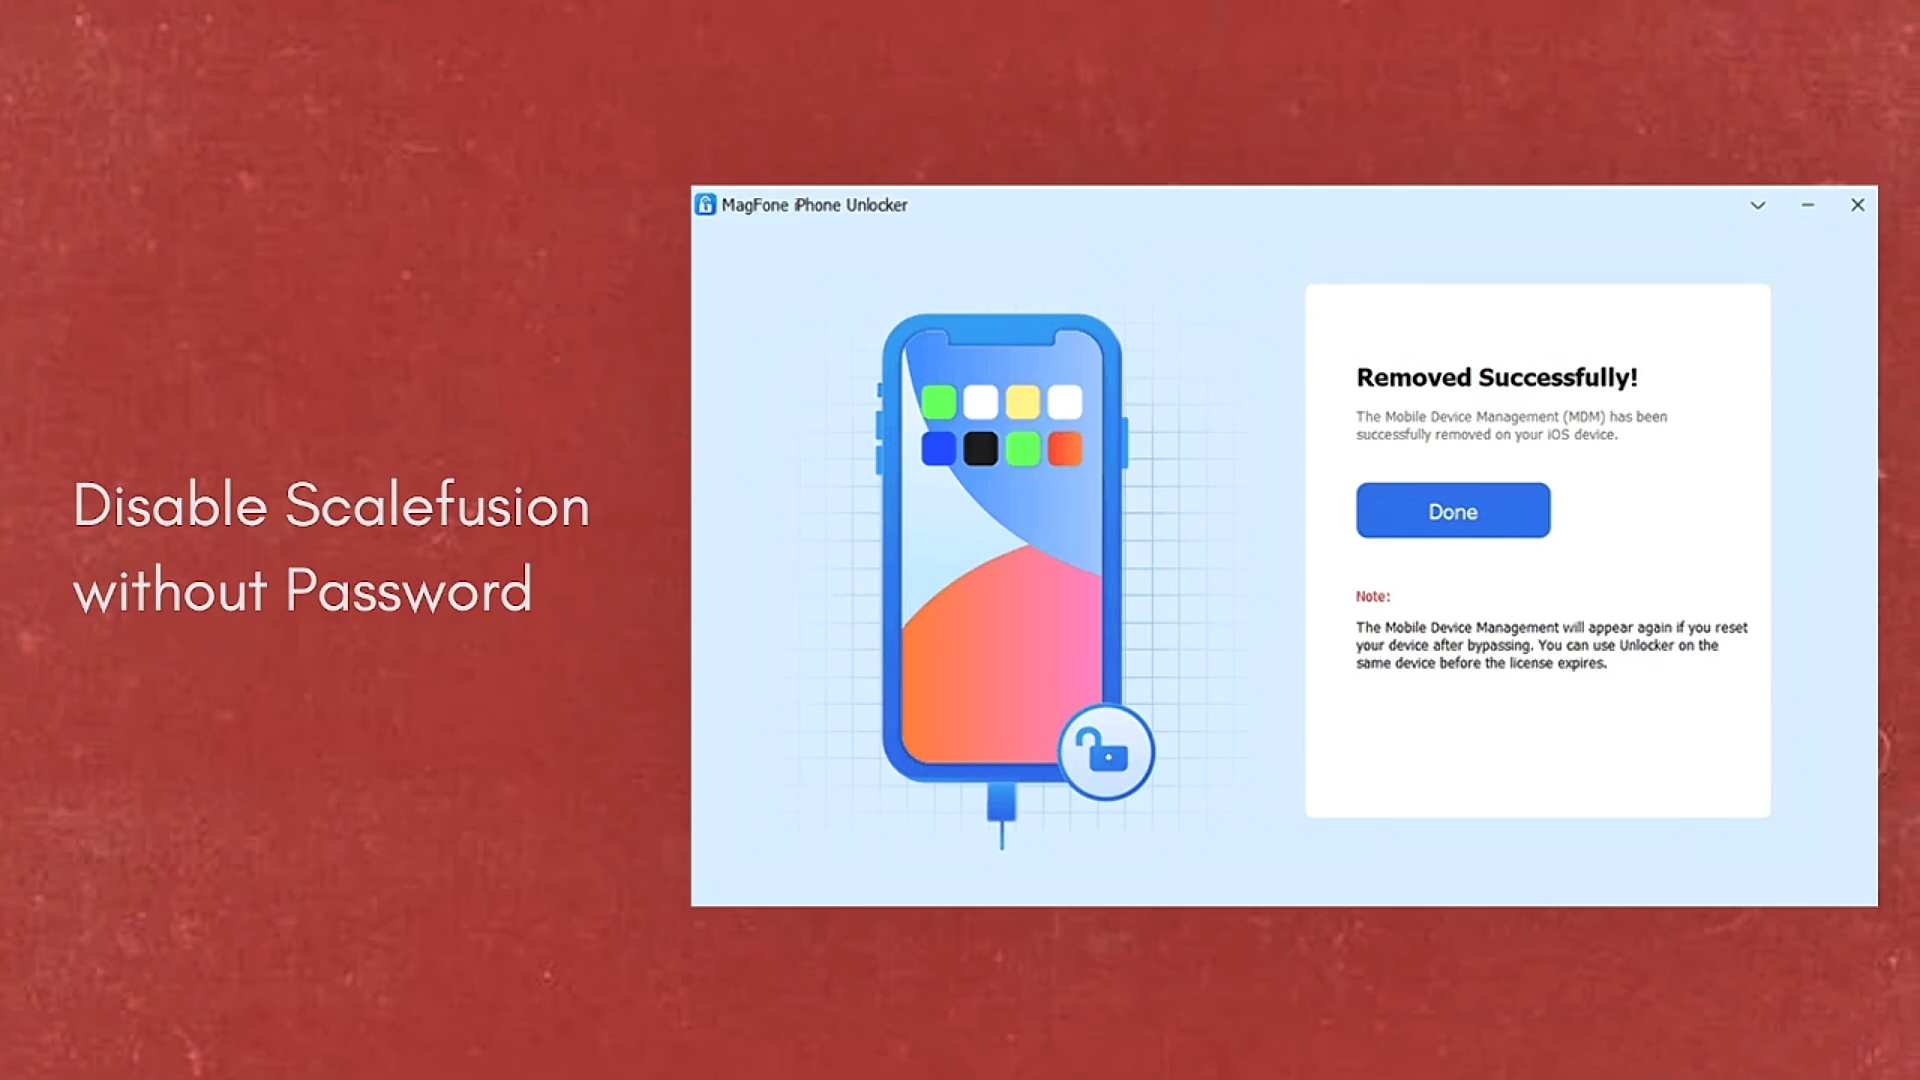 Disable Scalefusion
without Password
MagFone iPhone Unlocker
Removed Successfully!
The Mobile Device Management (MDM) has been
successfully removed on your iOS device.
Done
Note:
The Mobile Device Management will appear again if you reset
your device after bypassing. You can use Unlocker on the
same device before the license expires.